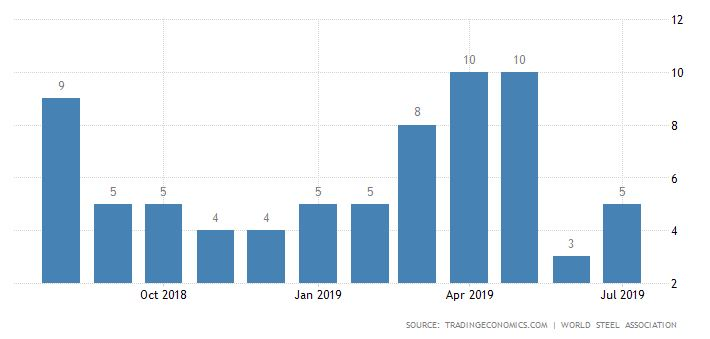 12
10 10
9 10
8 8
5 5 5 5 5 6
4 4 4
3
2
Oct 2018 Jan 2019 Apr 2019 Jul 2019
SOURCE: TRADINGECONOMICS.COM | WORLD STEEL ASSOCIATION